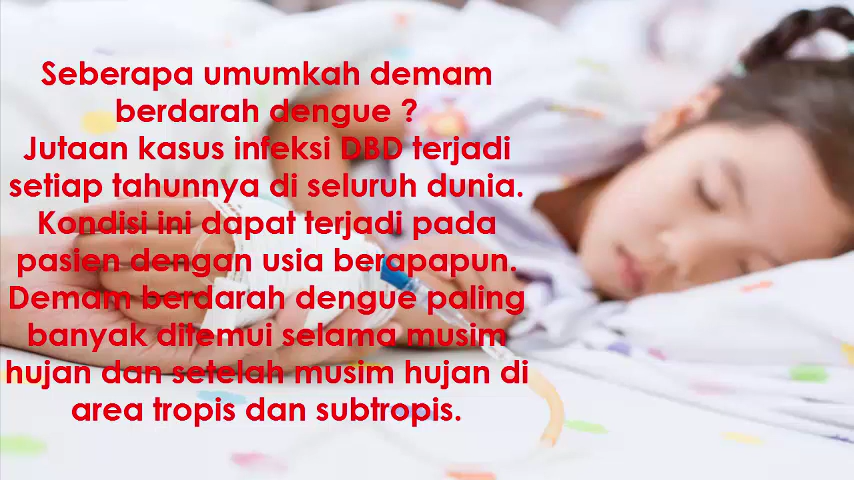 Seberapa umumkah demam
berdarah dengue ?
Jutaan kasus infeksi DBD terjadi
setiap tahunnya di seluruh dunia.
Kondisi ini dapat terjadi pada
pasien dengan usia berapapun.
Demam berdarah dengue paling
banyak ditemui selama musim
hujan dan setelah musim hujan di
area tropis dan subtropis.